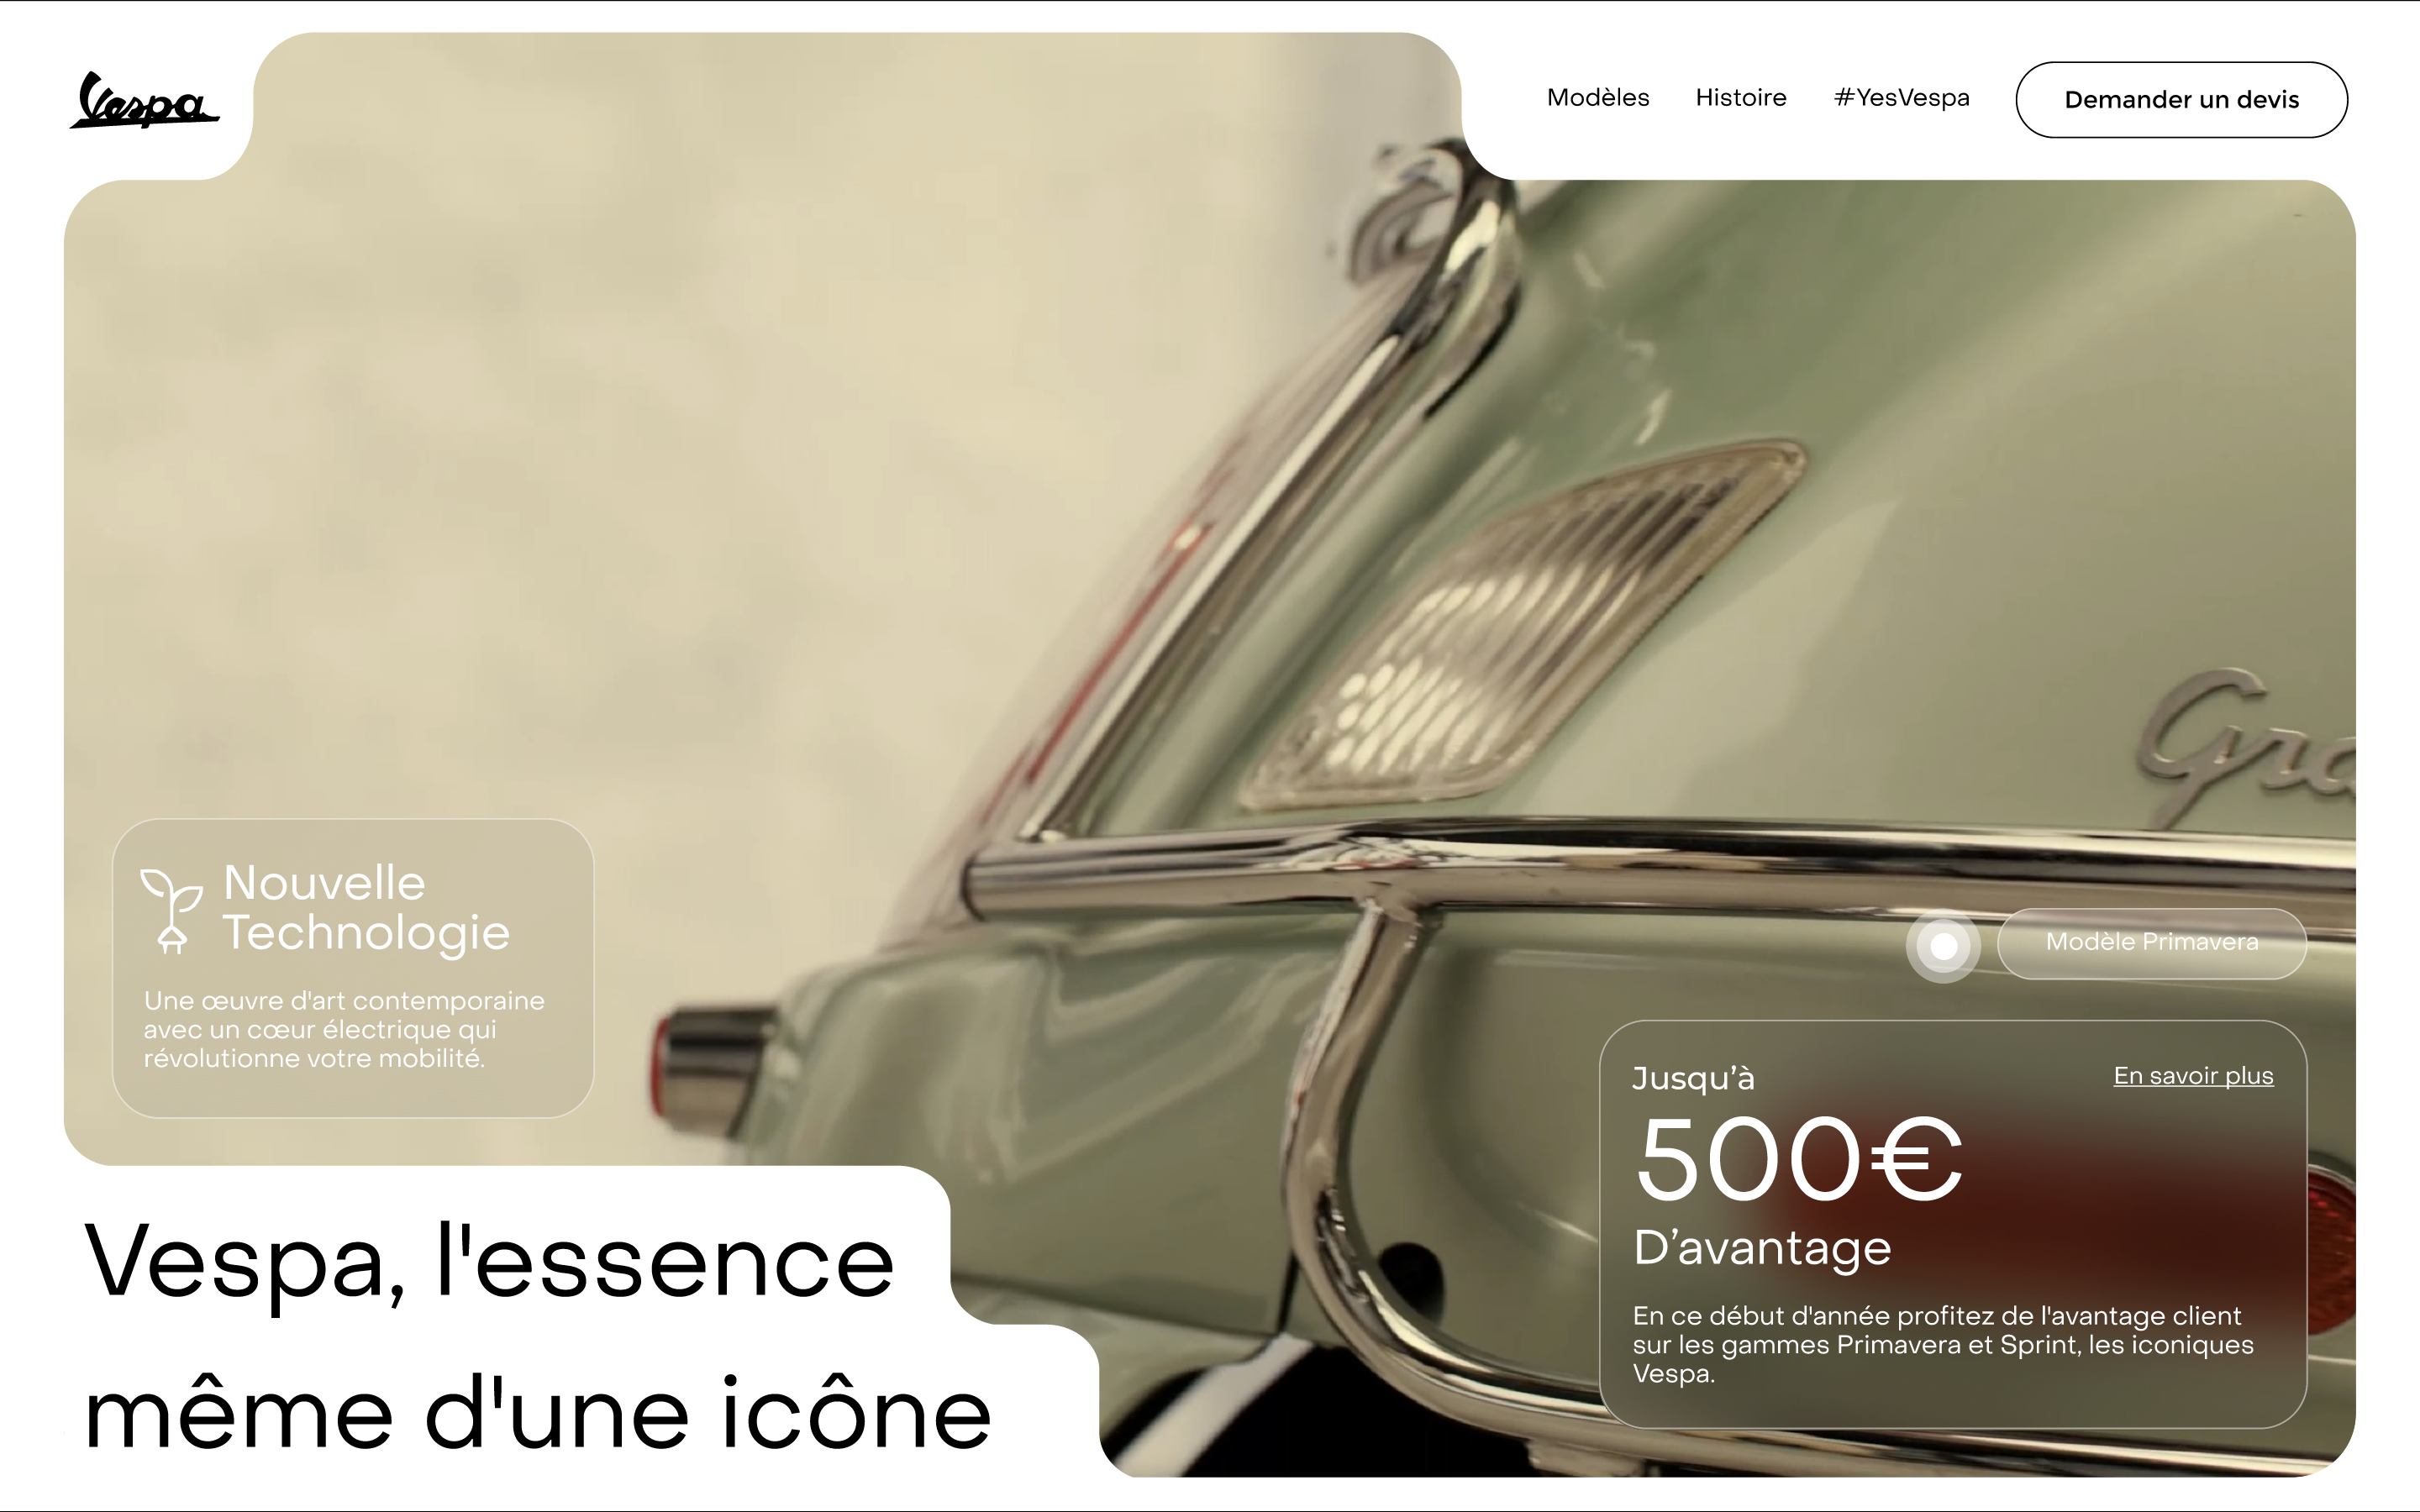 Vespa
Modèles
Histoire
#YesVespa
Demander un devis
Gra
Nouvelle
Technologie
Une œuvre d'art contemporaine
avec un cœur électrique qui
révolutionne votre mobilité.
Modèle Primavera
Jusqu’à
En savoir plus
500€
D’avantage
En ce début d'année profitez de l'avantage client
sur les gammes Primavera et Sprint, les iconiques
Vespa.
Vespa, l'essence
même d'une icône